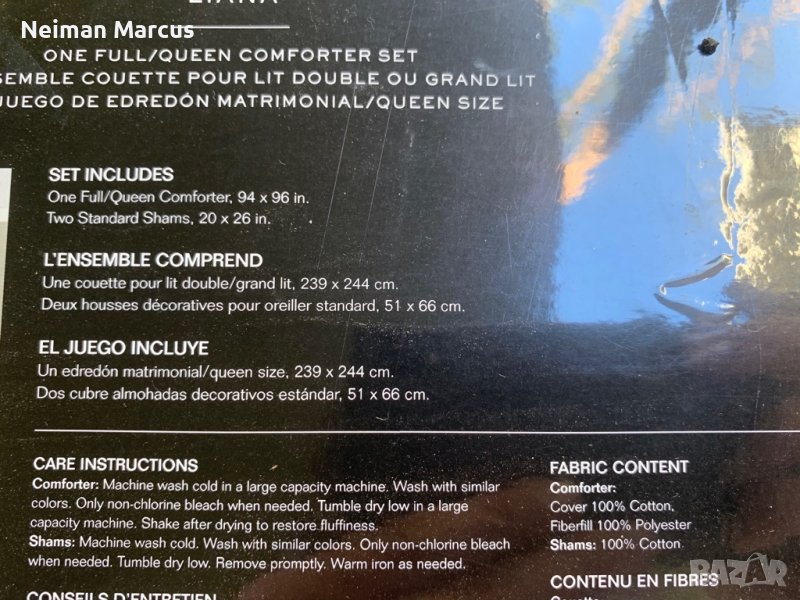 Neiman Marcus
ONE FULL/QUEEN COMFORTER SET
SEMBLE COUETTE POUR LIT DOUBLE OU GRAND LIT
JUEGO DE EDREDÓN MATRIMONIAL/QUEEN SIZE
SET INCLUDES
One Full/Queen Comforter, 94 x 96 in.
Two Standard Shams, 20 x 26 in.
L'ENSEMBLE COMPREND
Une couette pour lit double/grand lit, 239 x 244 cm.
Deux housses décoratives pour oreiller standard, 51 x 66 cm.
EL JUEGO INCLUYE
Un edredón matrimonial/queen size, 239 x 244 cm.
Dos cubre almohadas decorativos estándar, 51 x 66 cm.
CARE INSTRUCTIONS
Comforter: Machine wash cold in a large capacity machine. Wash with similar
colors. Only non-chlorine bleach when needed. Tumble dry low in a large
capacity machine. Shake after drying to restore fluffiness.
Shams: Machine wash cold. Wash with similar colors. Only non-chlorine bleach
when needed. Tumble dry low. Remove promptly. Warm iron as needed.
FABRIC CONTENT
Comforter:
Cover 100% Cotton,
Fiberfill 100% Polyester
Shams: 100% Cotton
CONSEILS D'ENTRETIEN
CONTENU EN FIBRES
BAZAR